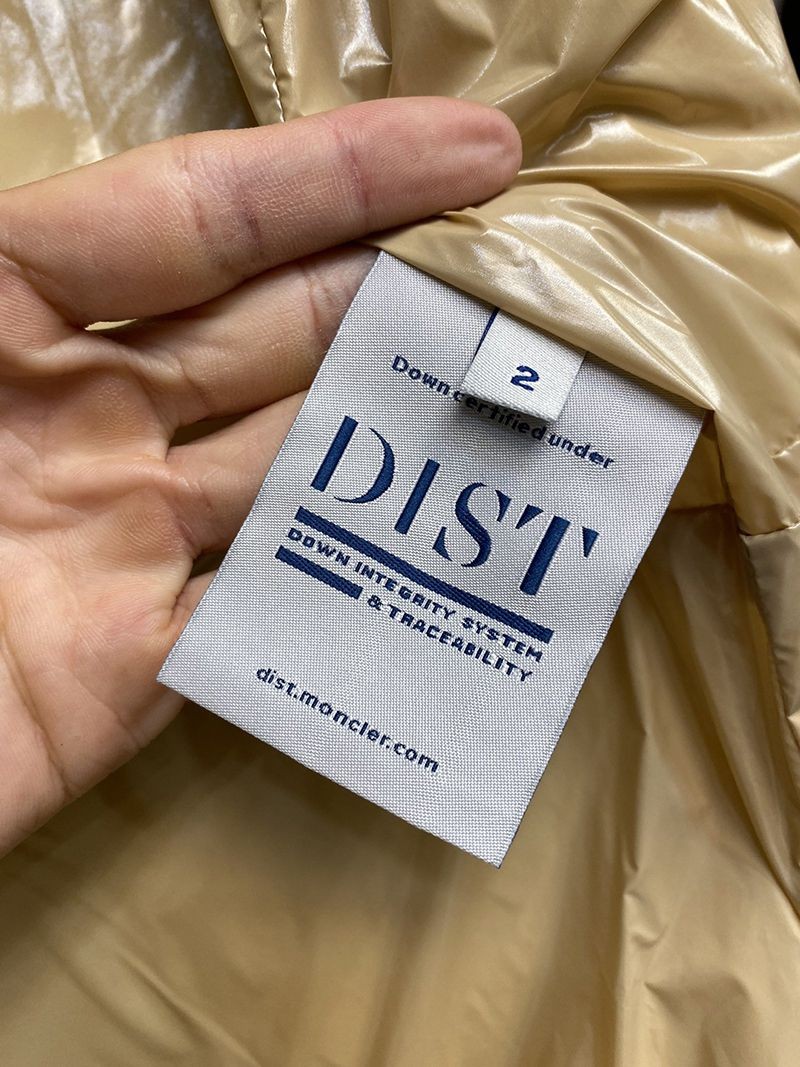 2
Down certified under
DIST
DOWN INTEGRITY SYSTEM
& TRACEABILITY
dist.moncler.com